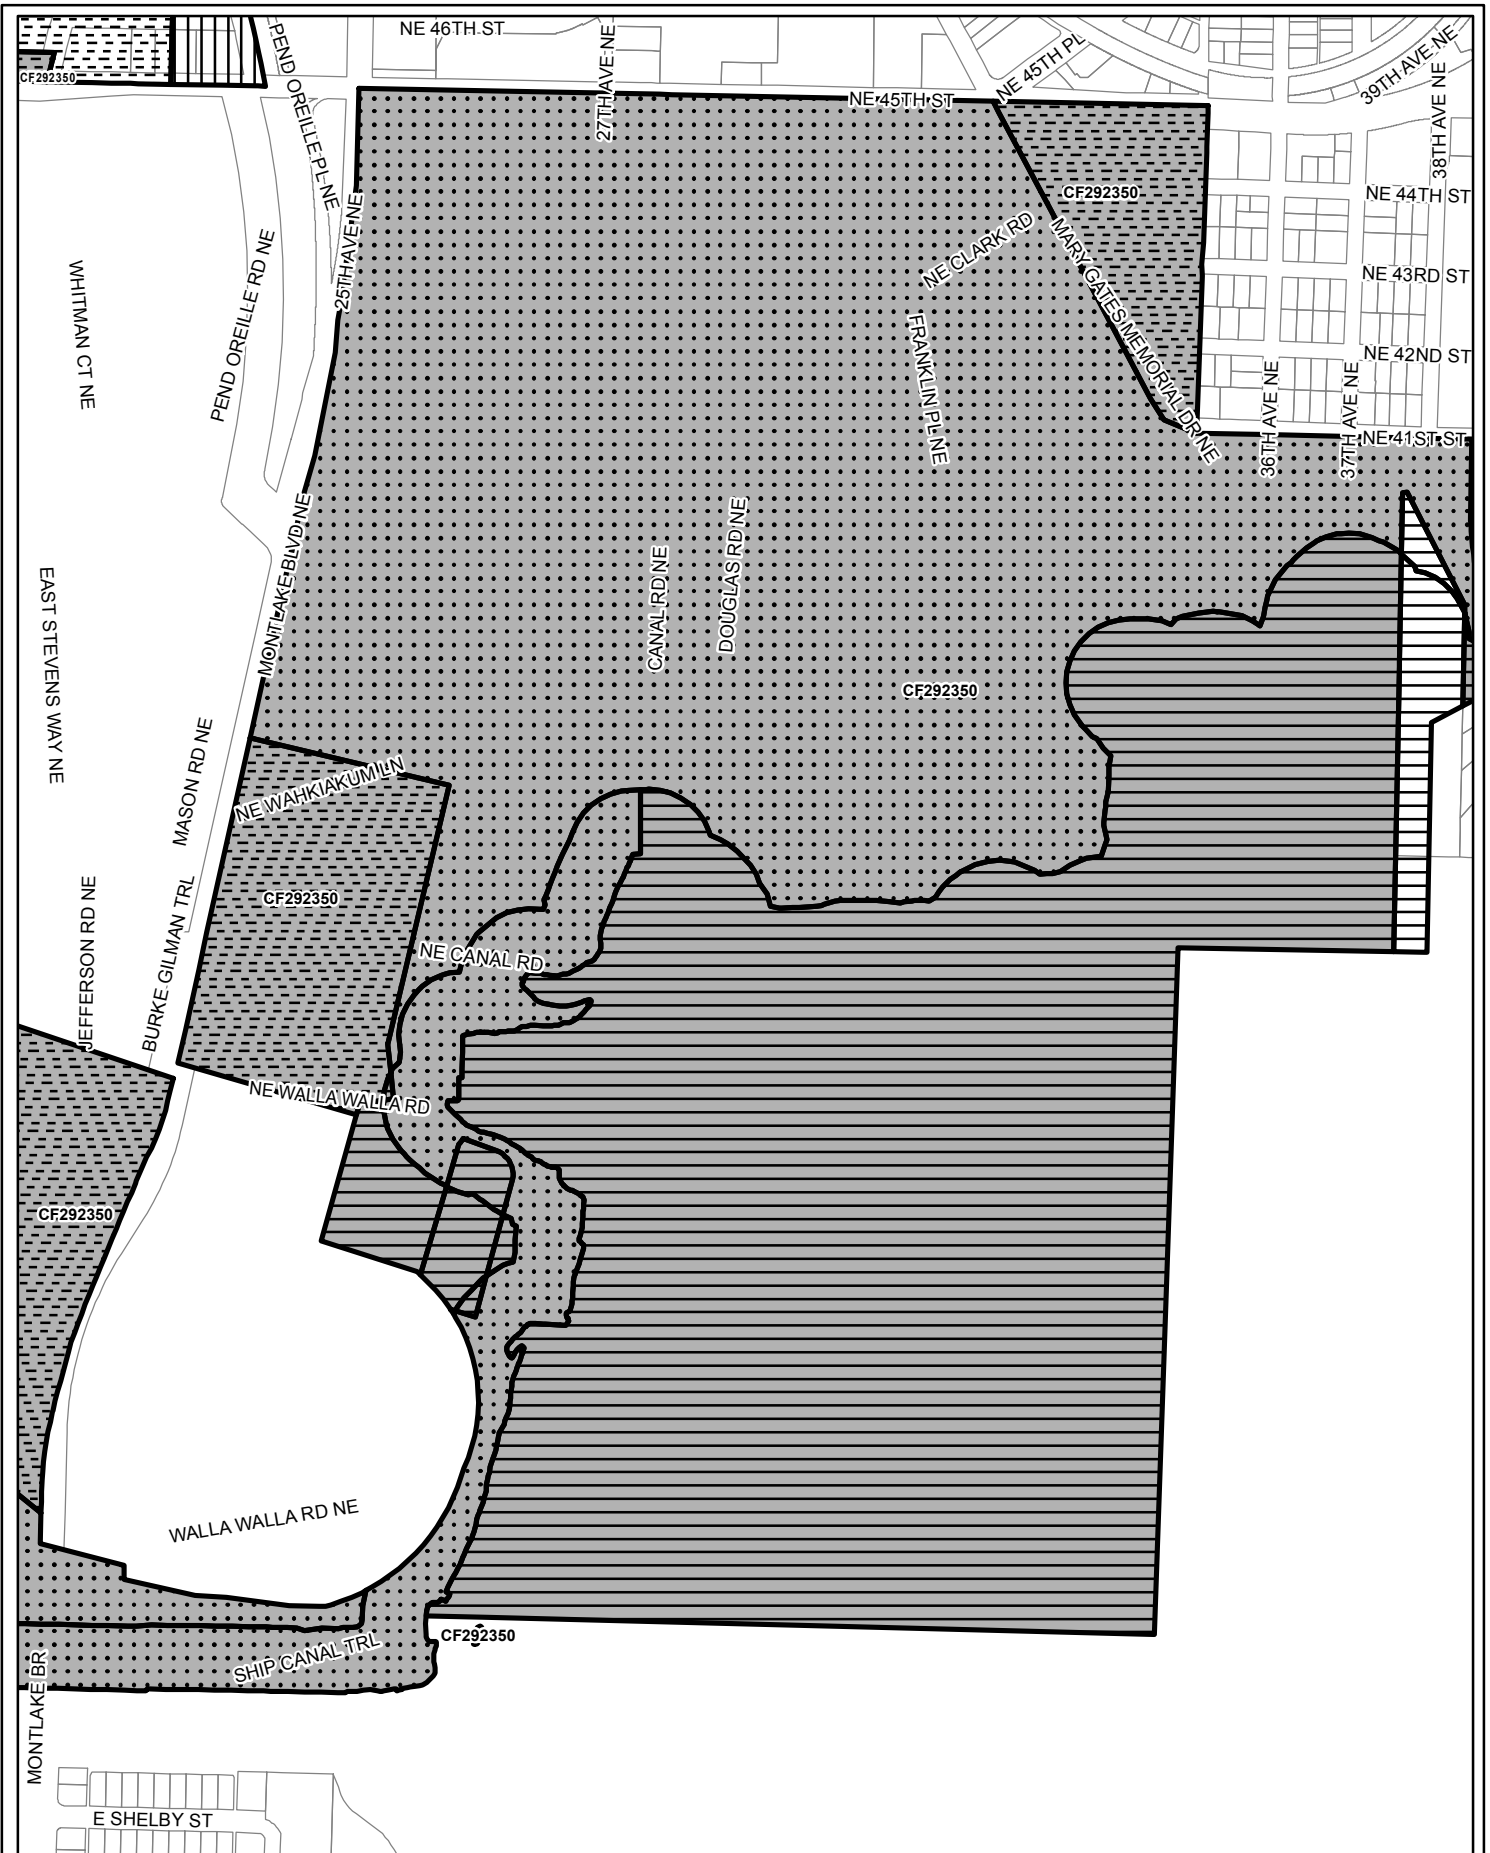 NE 46TH ST
27TH AVE NE
PEND OREILLE PL NE
NE 45TH PL
39TH AVE NE
38TH AVE NE
CF292350
NE 45TH ST
CF292350
NE 44TH ST
25TH AVE NE
NE CLARK RD
MARY GATES MEMORIAL DR NE
PEND OREILLE RD NE
WHITMAN CT NE
NE 43RD ST
FRANKLIN PL NE
NE 42ND ST
36TH AVE NE
37TH AVE NE
NE 41ST ST
MONTLAKE BLVD NE
CANAL RD NE
DOUGLAS RD NE
EAST STEVENS WAY NE
CF292350
MASON RD NE
NE WAHKIAKUM LN
CF292350
JEFFERSON RD NE
BURKE GILMAN TRL
NE CANAL RD
NE WALLA WALLA RD
CF292350
WALLA WALLA RD NE
CF292350
SHIP CANAL TRL
MONTLAKE BR
E SHELBY ST